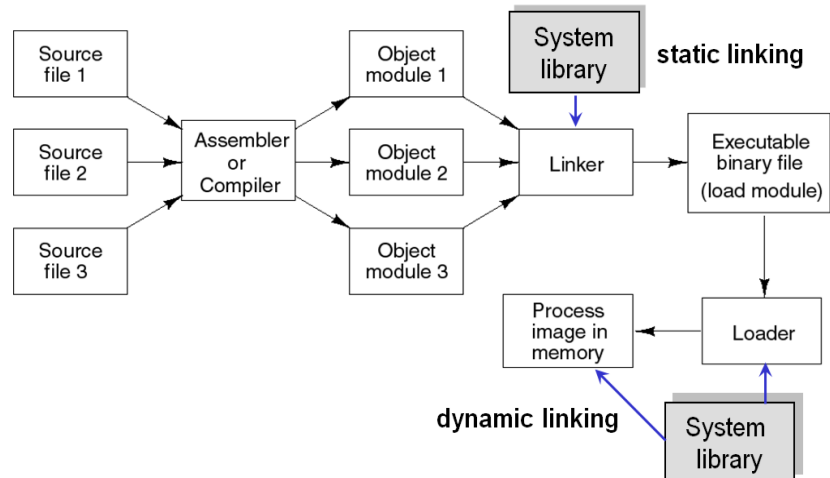 Source
file 1
Source
file 2
Source
file 3
Assembler
or
Compiler
Object
module 1
Object
module 2
Object
module 3
System
library
static linking
Linker
Executable
binary file
(load module)
Loader
Process
image in
memory
dynamic linking
System
library